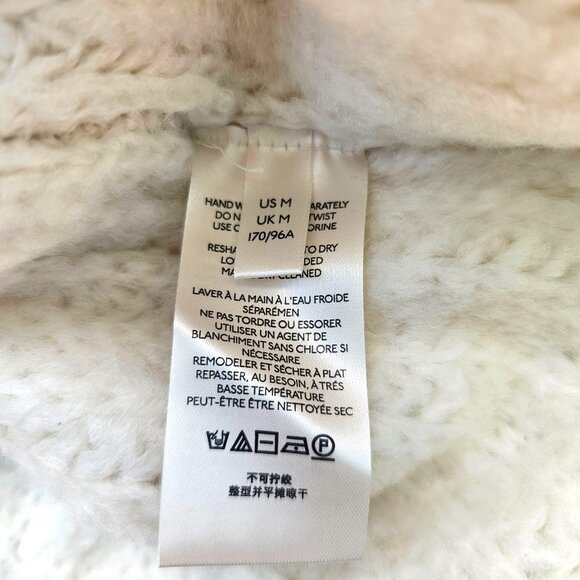 US M
UK M
170/96A
HAND W ARATELY
DO NO TWIST
USE C ORINE
RESHA TO DRY
LO DED
MA CLEANED
LAVER À LA MAIN À L'EAU FROIDE
SÉPARÉMEN
NE PAS TORDRE OU ESSORER
UTILISER UN AGENT DE
BLANCHIMENT SANS CHLORE SI
NÉCESSAIRE
REMODELER ET SÉCHER À PLAT
REPASSER, AU BESOIN, À TRÉS
BASSE TEMPÉRATURE
PEUT-ÊTRE ÊTRE NETTOYÉE SEC
P
不可拧绞
整型并平摊晾干